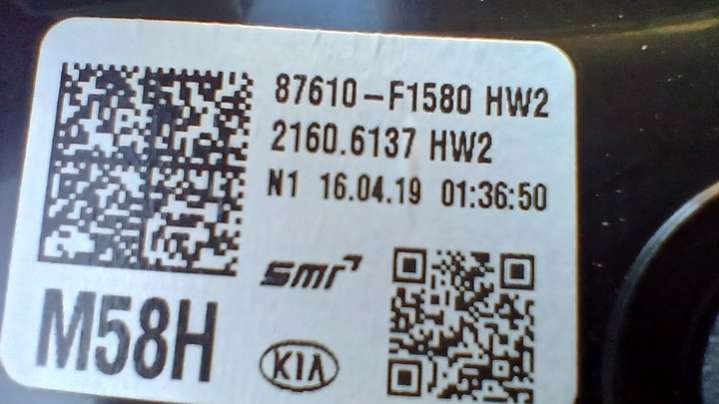 87610-F1580 HW2
2160.6137 HW2
N1 16.04.19 01:36:50
smr
M58H
KIA